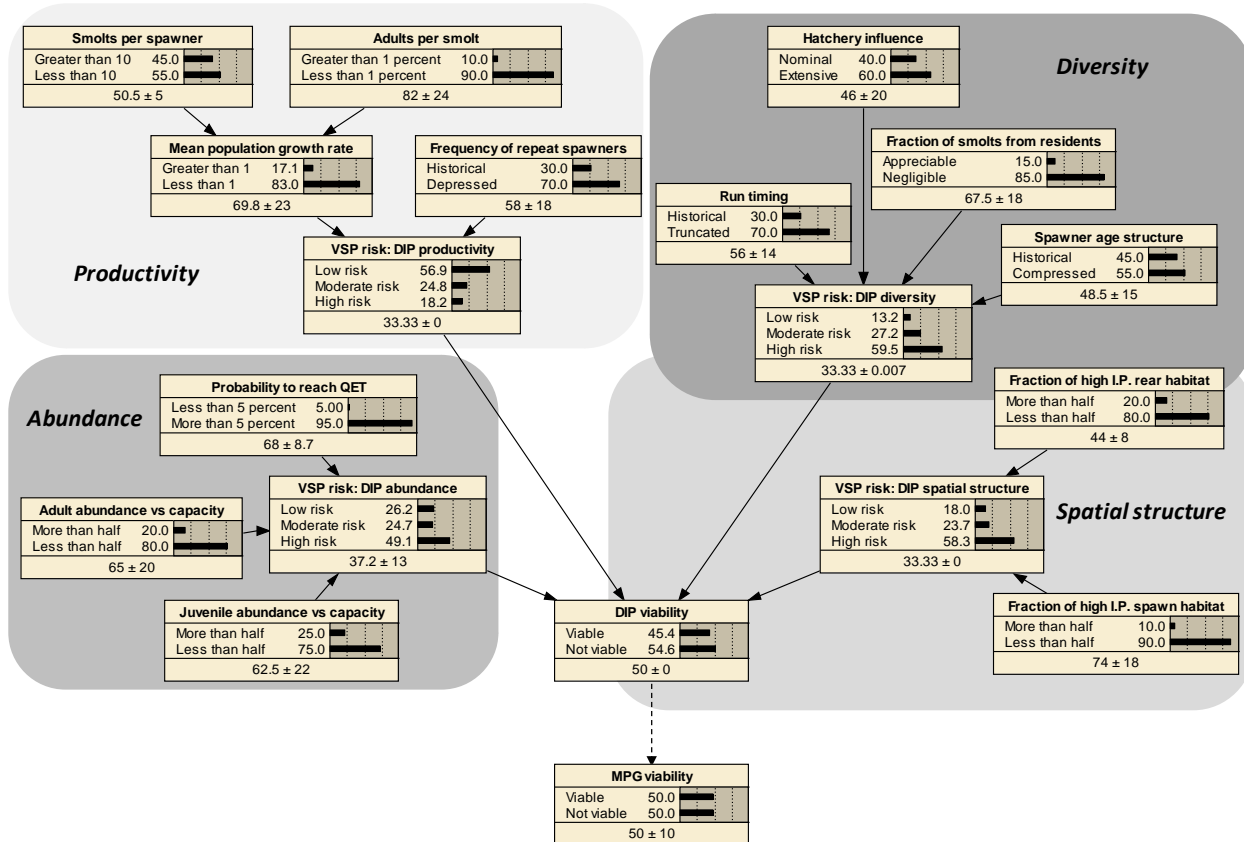 Smolts per spawner
Greater than 10 45.0
Less than 10 55.0
50.5 ± 5
Adults per smolt
Greater than 1 percent 10.0
Less than 1 percent 90.0
82 ± 24
Mean population growth rate
Greater than 1 17.1
Less than 1 83.0
69.8 ± 23
Frequency of repeat spawners
Historical 30.0
Depressed 70.0
58 ± 18
VSP risk: DIP productivity
Low risk 56.9
Moderate risk 24.8
High risk 18.2
33.33 ± 0
Productivity
Hatchery influence
Nominal 40.0
Extensive 60.0
46 ± 20
Diversity
Fraction of smolts from residents
Appreciable 15.0
Negligible 85.0
67.5 ± 18
Run timing
Historical 30.0
Truncated 70.0
56 ± 14
Spawner age structure
Historical 45.0
Compressed 55.0
48.5 ± 15
VSP risk: DIP diversity
Low risk 13.2
Moderate risk 27.2
High risk 59.5
33.33 ± 0.007
Abundance
Probability to reach QET
Less than 5 percent 5.00
More than 5 percent 95.0
68 ± 8.7
Adult abundance vs capacity
More than half 20.0
Less than half 80.0
65 ± 20
VSP risk: DIP abundance
Low risk 26.2
Moderate risk 24.7
High risk 49.1
37.2 ± 13
Juvenile abundance vs capacity
More than half 25.0
Less than half 75.0
62.5 ± 22
Fraction of high I.P. rear habitat
More than half 20.0
Less than half 80.0
44 ± 8
VSP risk: DIP spatial structure
Low risk 18.0
Moderate risk 23.7
High risk 58.3
33.33 ± 0
Spatial structure
Fraction of high I.P. spawn habitat
More than half 10.0
Less than half 90.0
74 ± 18
DIP viability
Viable 45.4
Not viable 54.6
50 ± 0
MPG viability
Viable 50.0
Not viable 50.0
50 ± 10